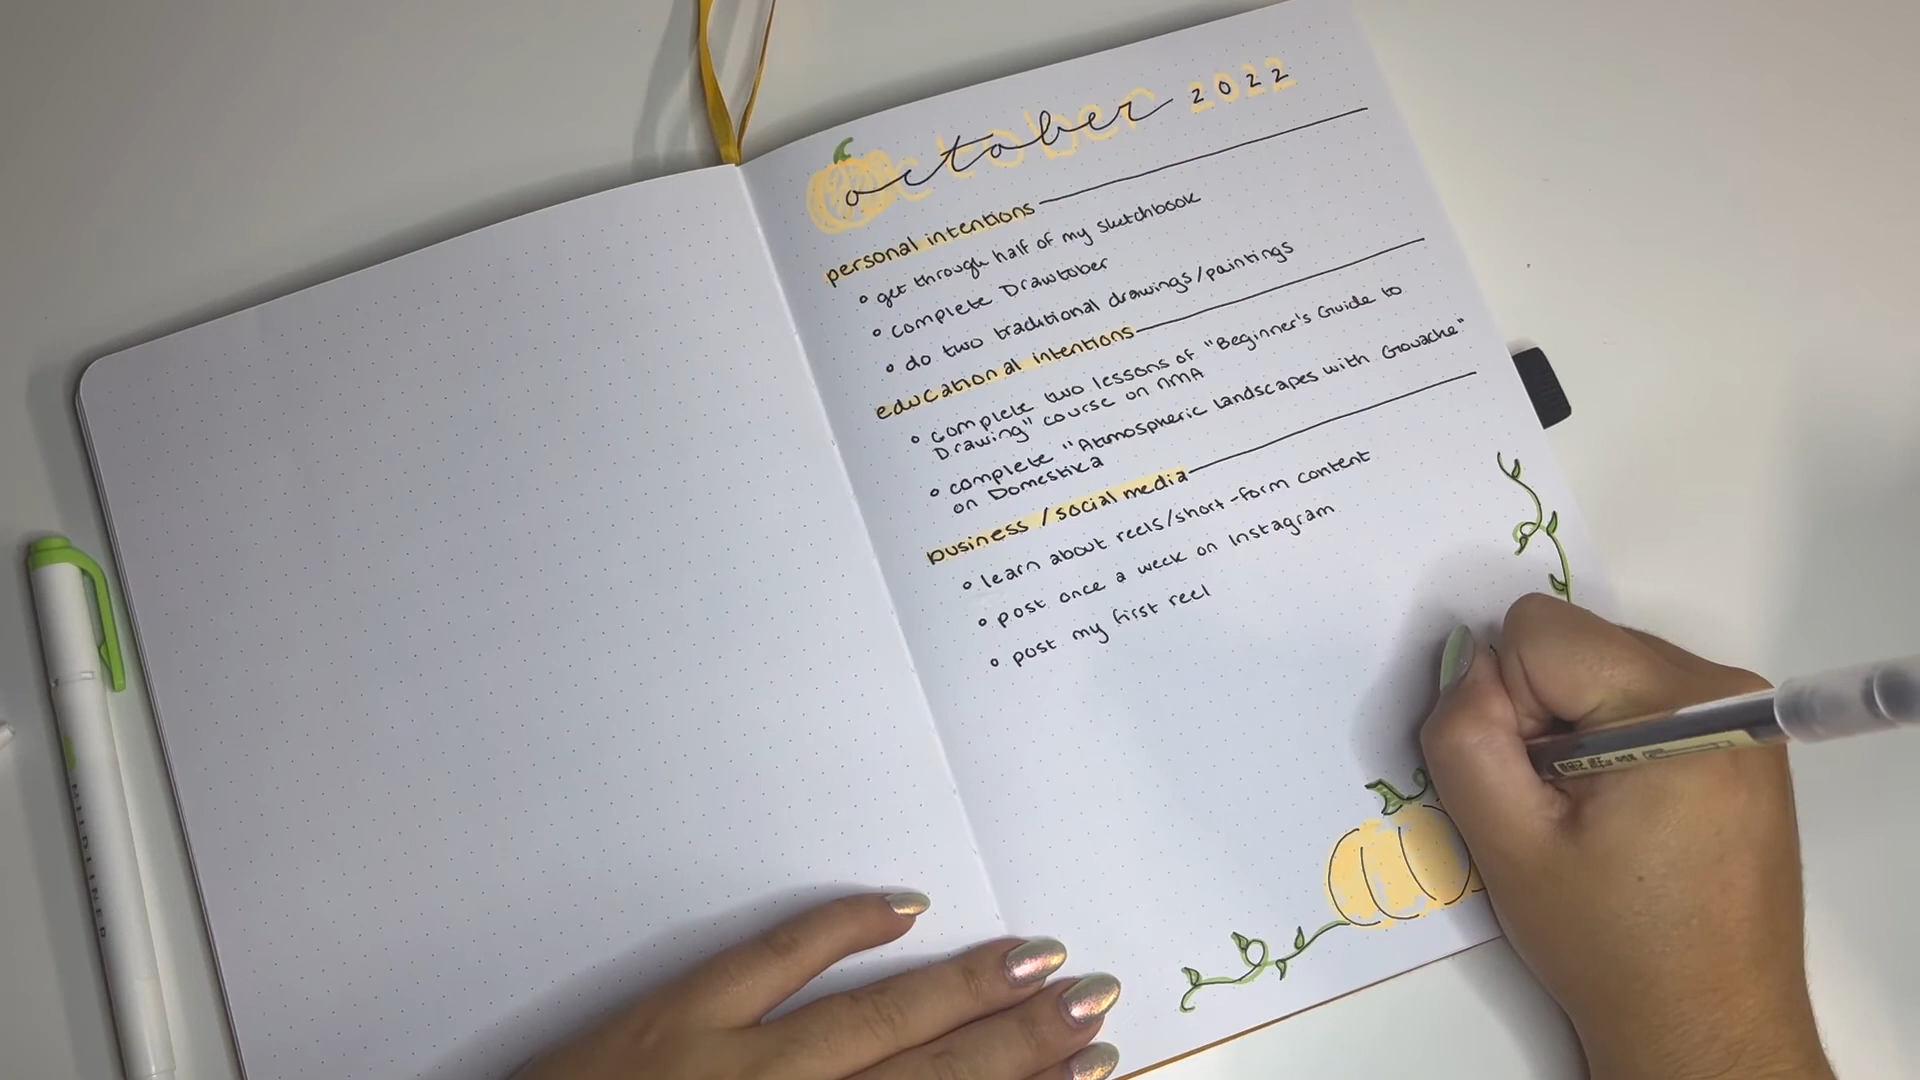 october 2022
personal intentions
get through half of my sketchbook
complete Drawtober
do two traditional drawings/paintings
educational intentions
complete two lessons of "Beginner's Guide to
Drawing" course on NMA
complete "Atmospheric Landscapes with Gouache"
on Domestika
business / social media
learn about reels/short-form content
post once a week on Instagram
post my first reel
MILDLINER